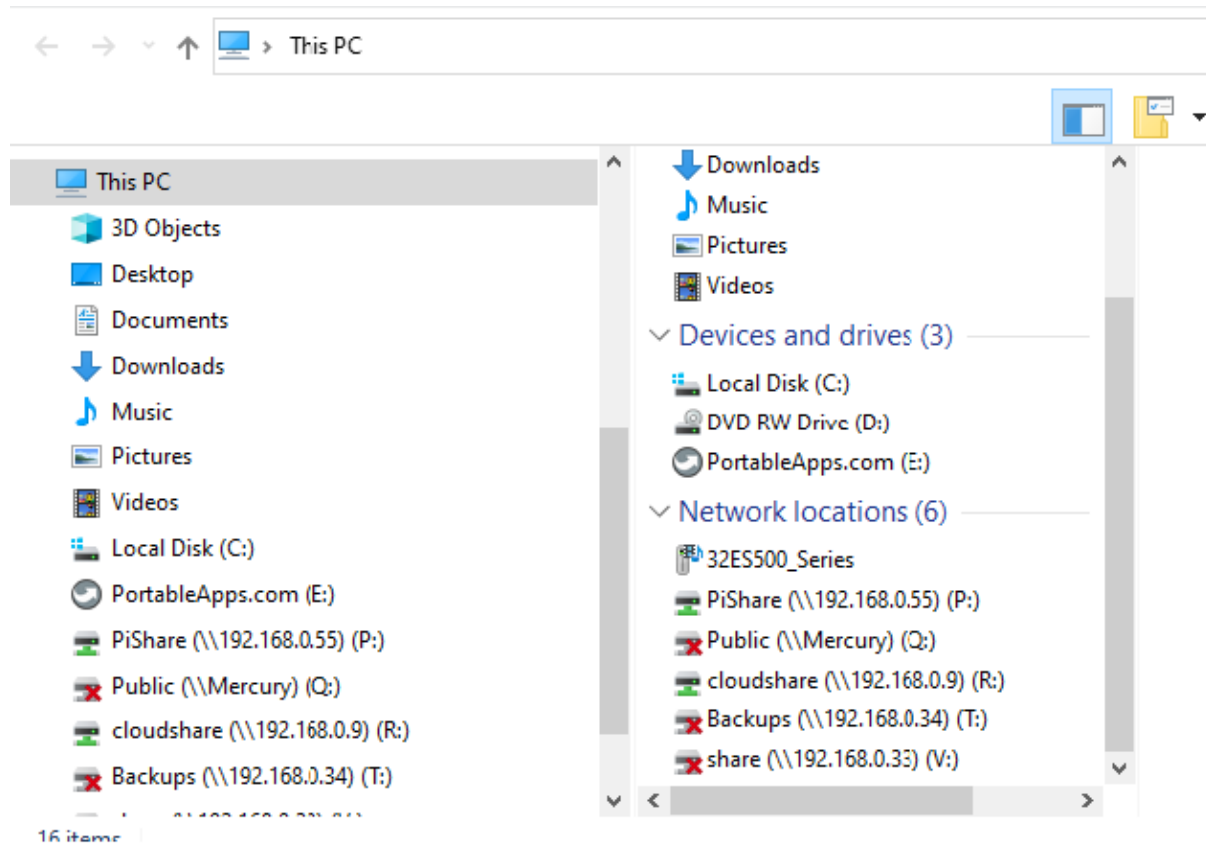 This PC
This PC
3D Objects
Desktop
Documents
Downloads
Music
Pictures
Videos
Local Disk (C:)
PortableApps.com (E:)
PiShare (\\192.168.0.55) (P:)
Public (\\Mercury) (Q:)
cloudshare (\\192.168.0.9) (R:)
Backups (\\192.168.0.34) (T:)
16 items
Downloads
Music
Pictures
Videos
Devices and drives (3)
Local Disk (C:)
DVD RW Drive (D:)
PortableApps.com (E:)
Network locations (6)
32ES500_Series
PiShare (\\192.168.0.55) (P:)
Public (\\Mercury) (Q:)
cloudshare (\\192.168.0.9) (R:)
Backups (\\192.168.0.34) (T:)
share (\\192.168.0.33) (V:)